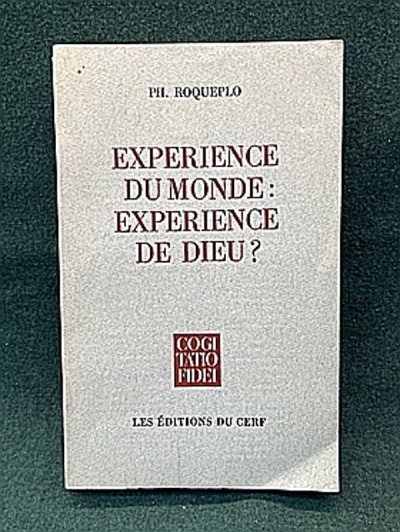 PH. ROQUEPLO
EXPERIENCE
DU MONDE :
EXPERIENCE
DE DIEU ?
COGI
TATIO
FIDEI
LES ÉDITIONS DU CERF